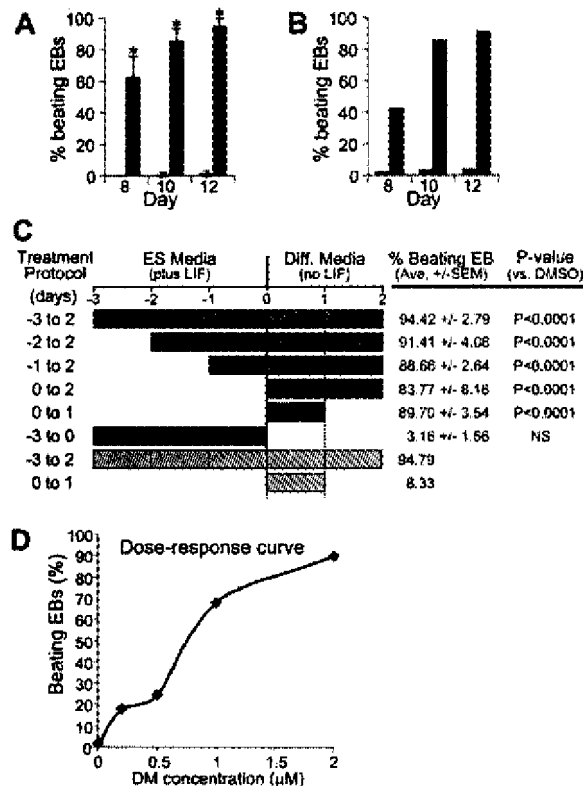 A
% beating EBs
100
80
60
40
20
0
* * *
8 10 12
Day
B
% beating EBs
100
80
60
40
20
0
8 10 12
Day
C
Treatment Protocol (days)
ES Media (plus LIF)
Diff. Media (no LIF)
% Beating EB (Ave, +/-SEM)
P-value (vs. DMSO)
-3 -2 -1 0 1 2
-3 to 2 94.42 +/- 2.79 P<0.0001
-2 to 2 91.41 +/- 4.06 P<0.0001
-1 to 2 88.66 +/- 2.64 P<0.0001
0 to 2 83.77 +/- 8.16 P<0.0001
0 to 1 89.70 +/- 3.54 P<0.0001
-3 to 0 3.16 +/- 1.56 NS
-3 to 2 94.79
0 to 1 8.33
D
Dose-response curve
Beating EBs (%)
100
90
80
70
60
50
40
30
20
10
0
0 0.5 1 1.5 2
DM concentration (µM)